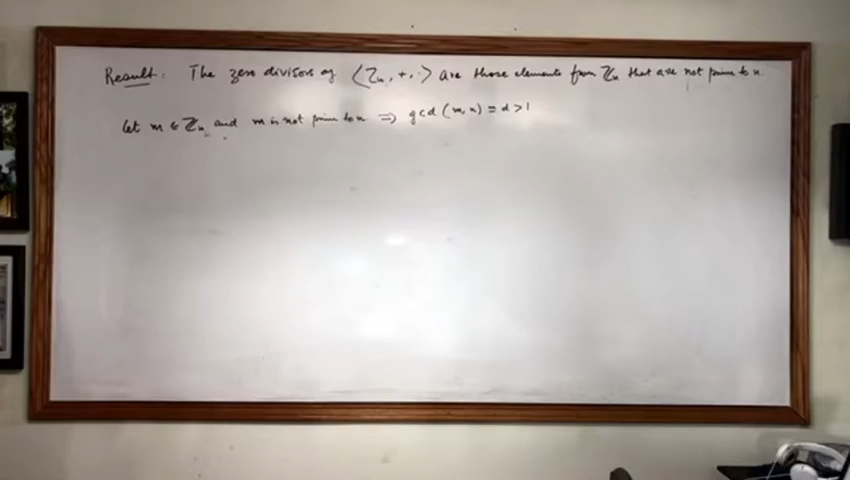 Result: The zero divisors of ⟨ℤₙ, +, ·⟩ are those elements from ℤₙ that are not prime to n.
Let m ∈ ℤₙ and m is not prime to n ⇒ gcd (m, n) = d > 1